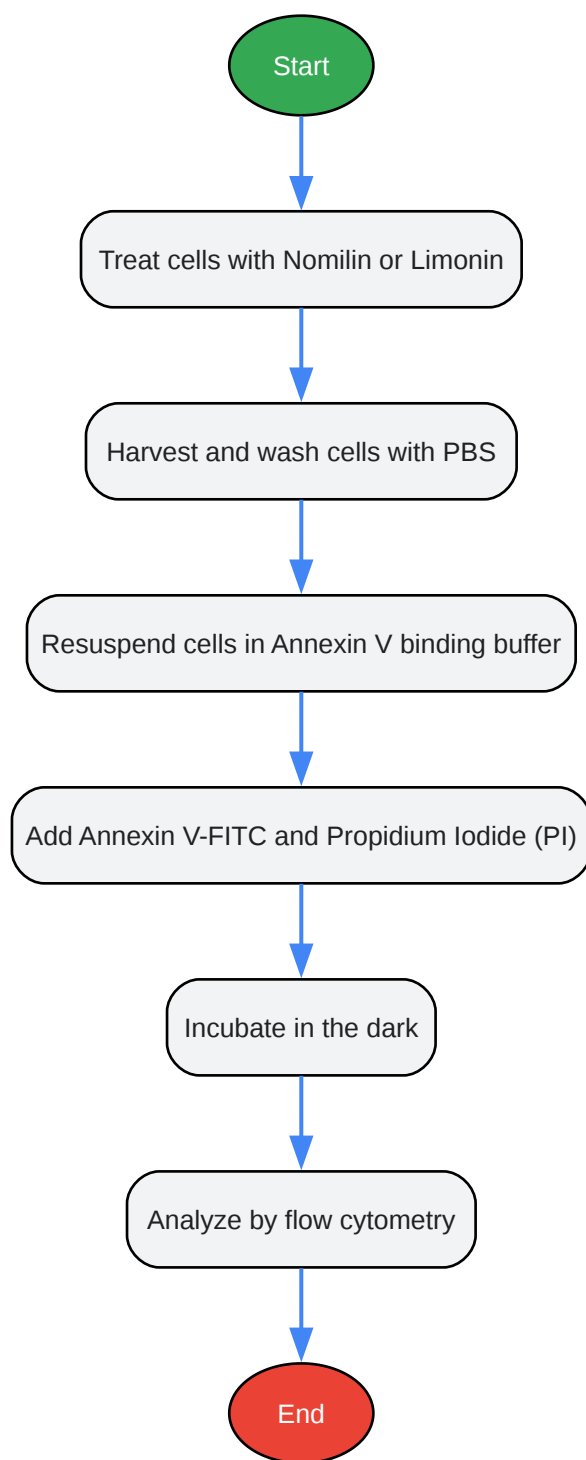 Start
Treat cells with Nomilin or Limonin
Harvest and wash cells with PBS
Resuspend cells in Annexin V binding buffer
Add Annexin V-FITC and Propidium Iodide (PI)
Incubate in the dark
Analyze by flow cytometry
End